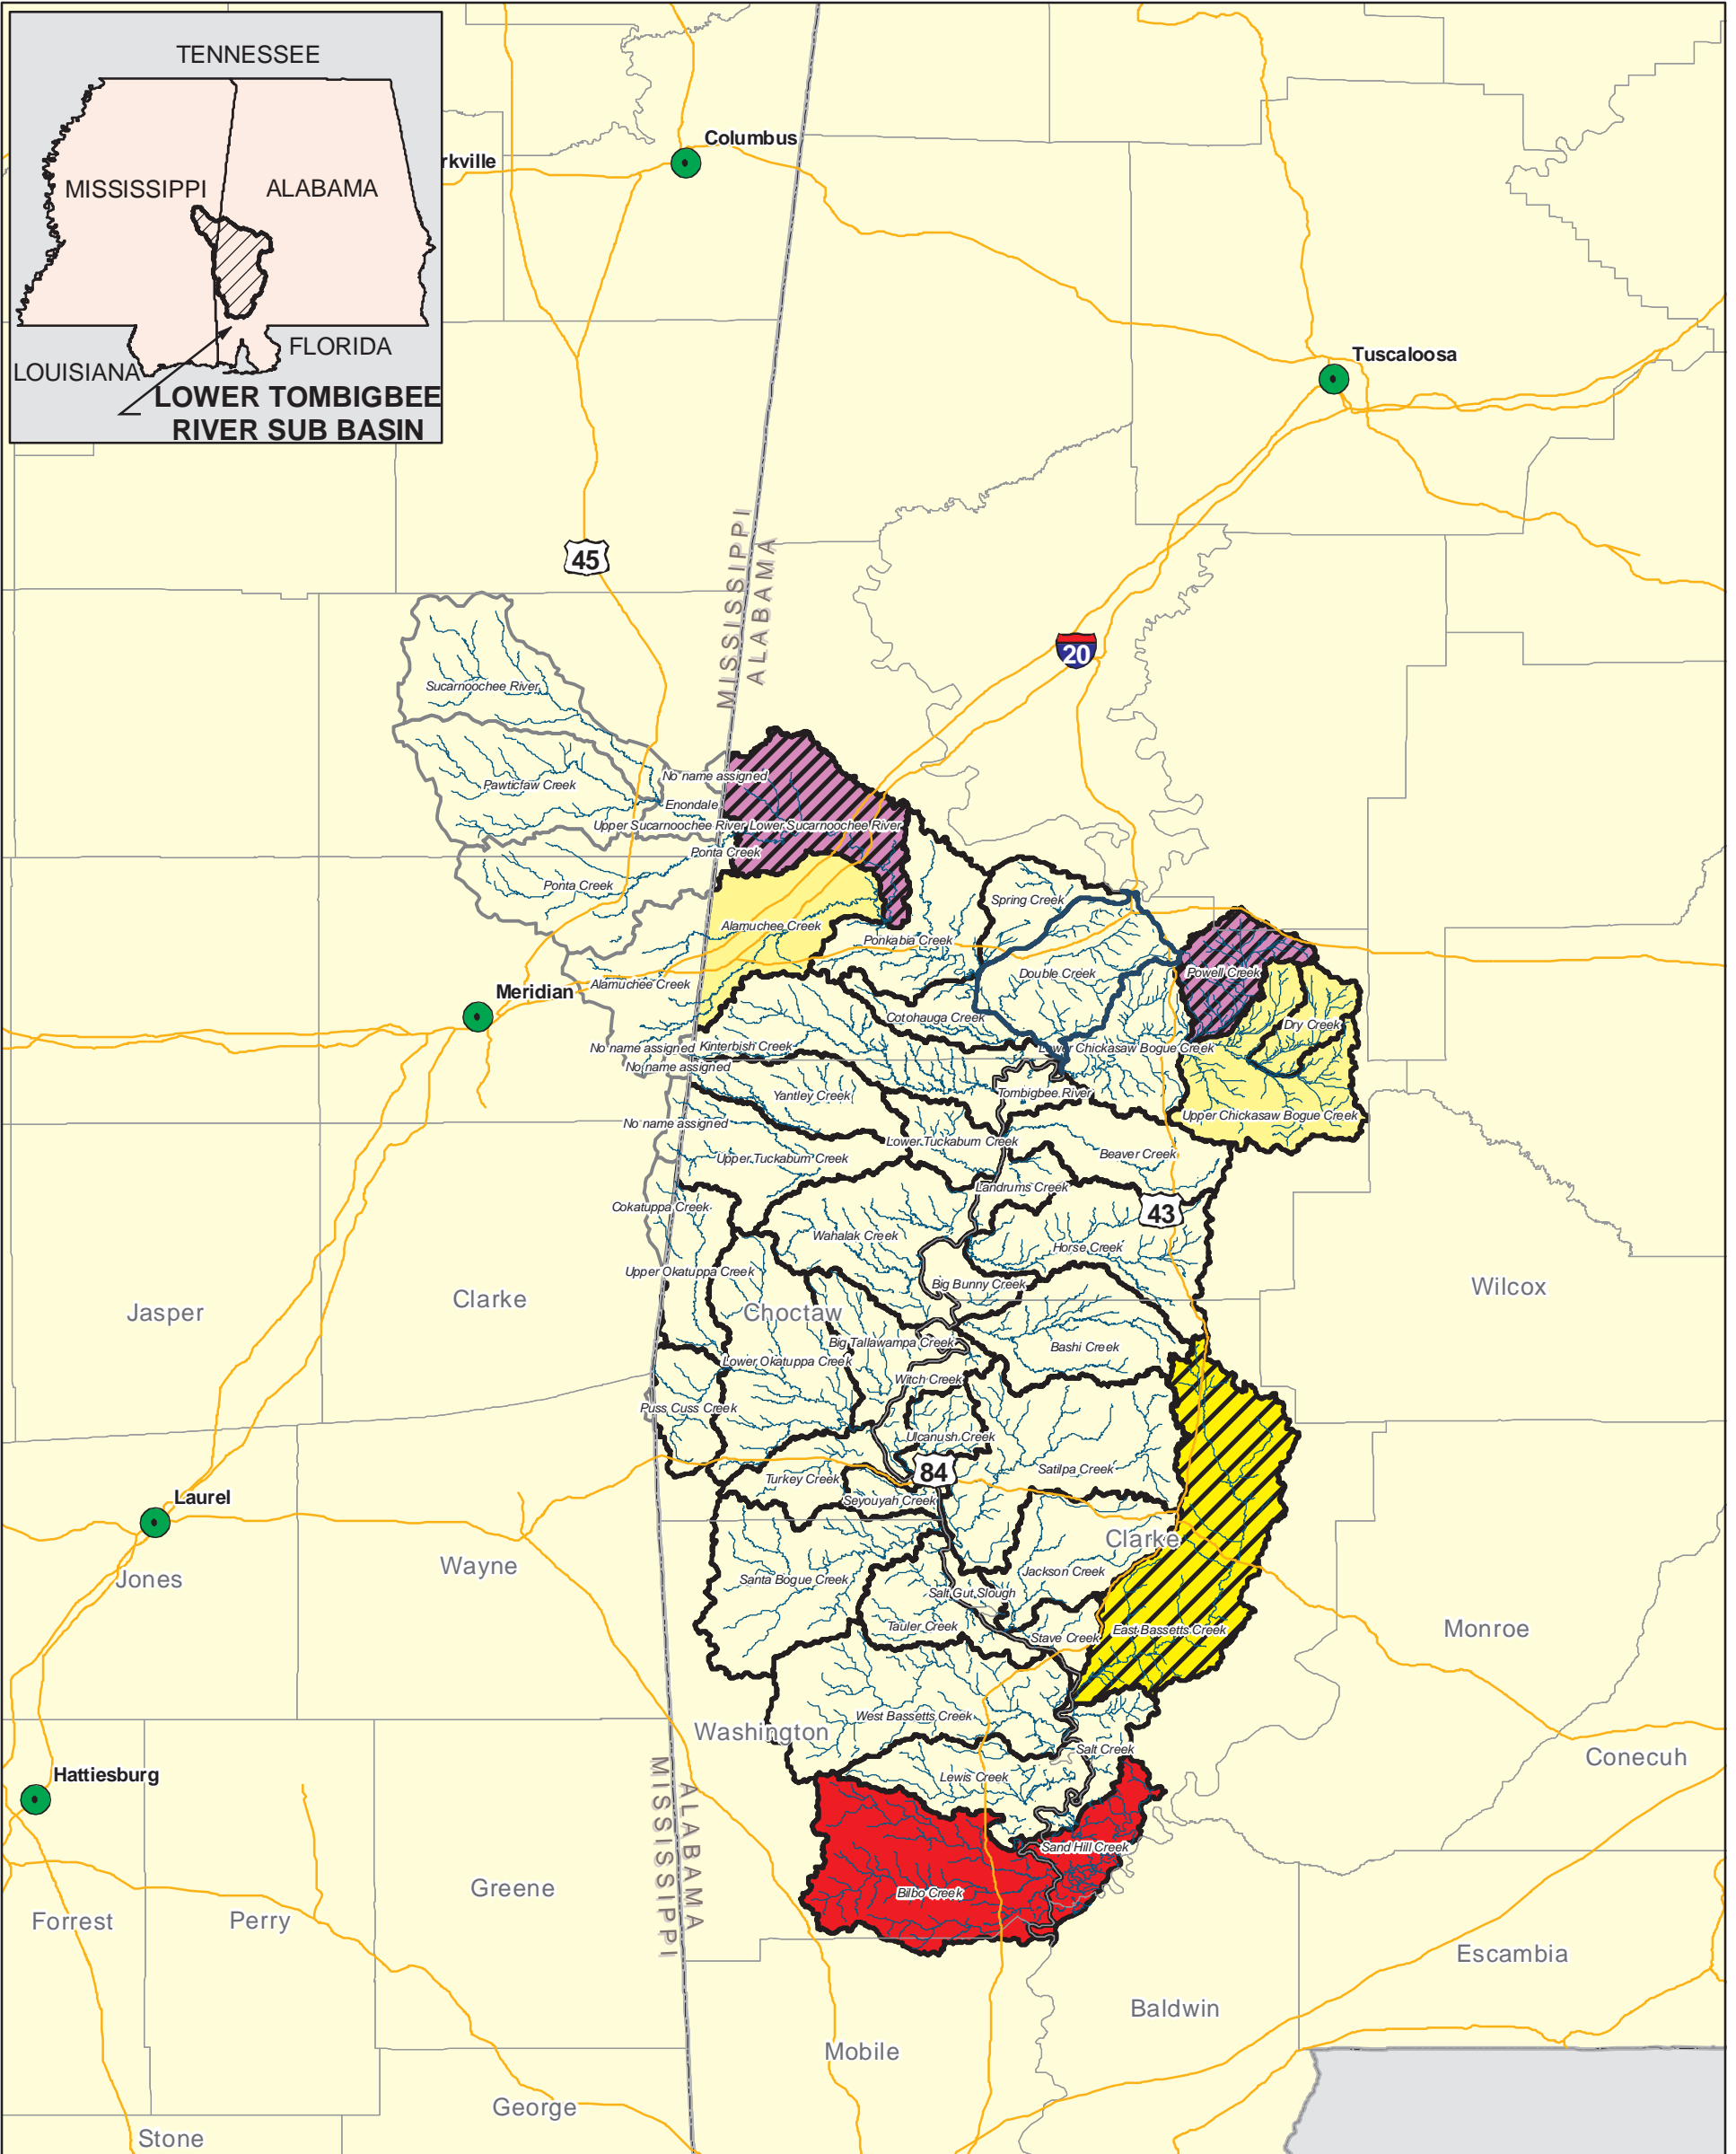 TENNESSEE
MISSISSIPPI
ALABAMA
LOUISIANA
FLORIDA
LOWER TOMBIGBEE
RIVER SUB BASIN
rkville
Columbus
Tuscaloosa
45
MISSISSIPPI
ALABAMA
20
Sucarnoochee River
No name assigned
Pawticfaw Creek
Enondale
Upper Sucarnoochee River
Lower Sucarnoochee River
Ponta Creek
Ponta Creek
Spring Creek
Alamuchee Creek
Ponkabia Creek
Double Creek
Powell Creek
Alamuchee Creek
Meridian
Cotohauga Creek
Dry Creek
No name assigned
Kinterbish Creek
Lower Chickasaw Bogue Creek
No name assigned
Yantley Creek
Tombigbee River
Upper Chickasaw Bogue Creek
No name assigned
Lower Tuckabum Creek
Beaver Creek
Upper Tuckabum Creek
Landrums Creek
Cokatuppa Creek
43
Wahalak Creek
Horse Creek
Upper Okatuppa Creek
Big Bunny Creek
Wilcox
Jasper
Clarke
Choctaw
Big Tallawampa Creek
Bashi Creek
Lower Okatuppa Creek
Witch Creek
Puss Cuss Creek
Ulcanush Creek
84
Turkey Creek
Satilpa Creek
Laurel
Seyouyah Creek
Clarke
Wayne
Jones
Santa Bogue Creek
Jackson Creek
Salt Gut Slough
Tauler Creek
Stave Creek
East Bassetts Creek
Monroe
West Bassetts Creek
Washington
Salt Creek
Conecuh
Hattiesburg
Lewis Creek
MISSISSIPPI
ALABAMA
Sand Hill Creek
Greene
Bilbo Creek
Forrest
Perry
Escambia
Baldwin
Mobile
George
Stone